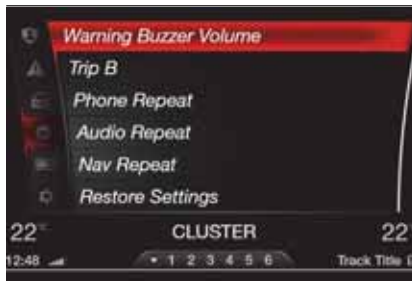 Warning Buzzer Volume
Trip B
Phone Repeat
Audio Repeat
Nav Repeat
Restore Settings
22° CLUSTER 22
12:48 • 1 2 3 4 5 6 Track Title